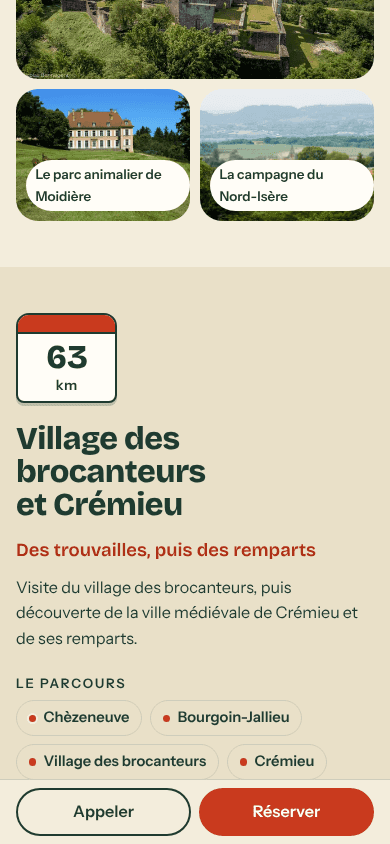 Le parc animalier de
Moidière
La campagne du
Nord-Isère
63
km
Village des
brocanteurs
et Crémieu
Des trouvailles, puis des remparts
Visite du village des brocanteurs, puis
découverte de la ville médiévale de Crémieu et
de ses remparts.
LE PARCOURS
Chèzeneuve
Bourgoin-Jallieu
Village des brocanteurs
Crémieu
Appeler
Réserver